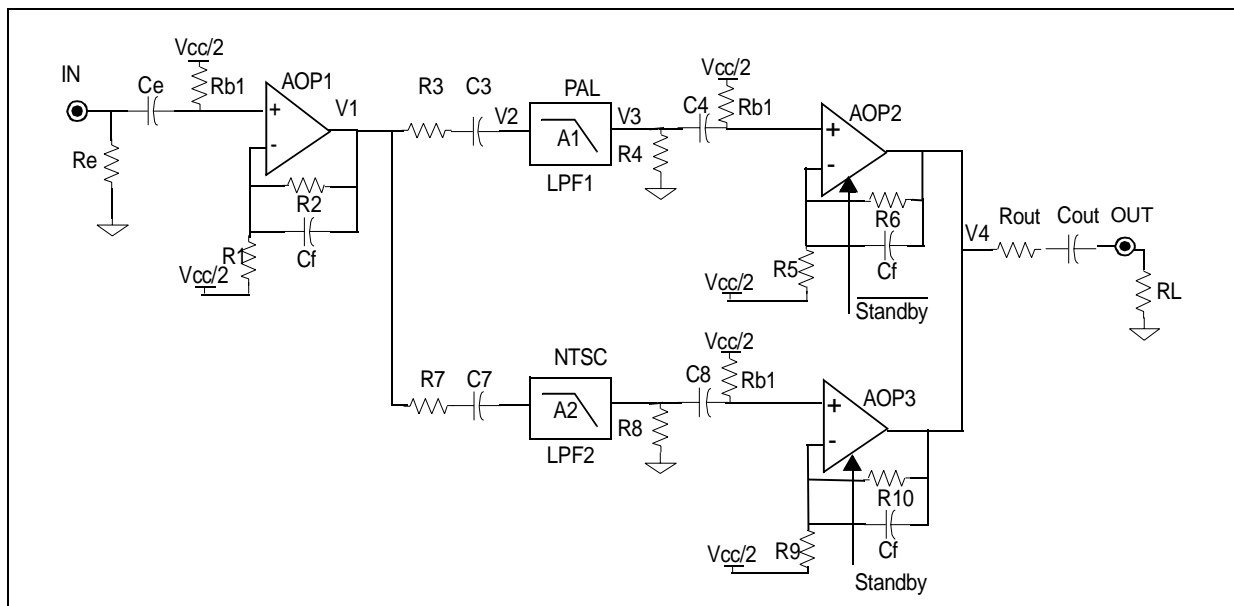 IN
Vcc/2
Ce
Rb1
AOP1
V1
+
-
Re
R2
Cf
R1
Vcc/2
R3
C3
V2
PAL
A1
LPF1
V3
R4
C4
Vcc/2
Rb1
AOP2
+
-
R6
Cf
R5
Vcc/2
Standby
V4
Rout
Cout
OUT
RL
R7
C7
NTSC
A2
LPF2
R8
C8
Vcc/2
Rb1
AOP3
+
-
R10
Cf
R9
Vcc/2
Standby